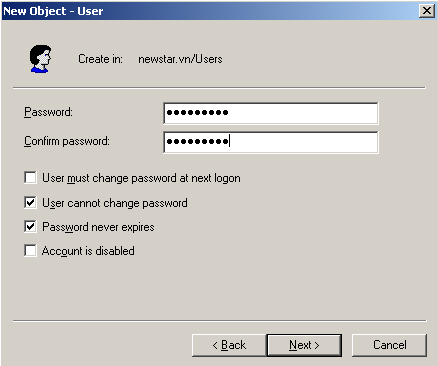 New Object - User
Create in: newstar.vn/Users
Password: ●●●●●●●●●
Confirm password: ●●●●●●●●●
User must change password at next logon
User cannot change password
Password never expires
Account is disabled
< Back Next > Cancel